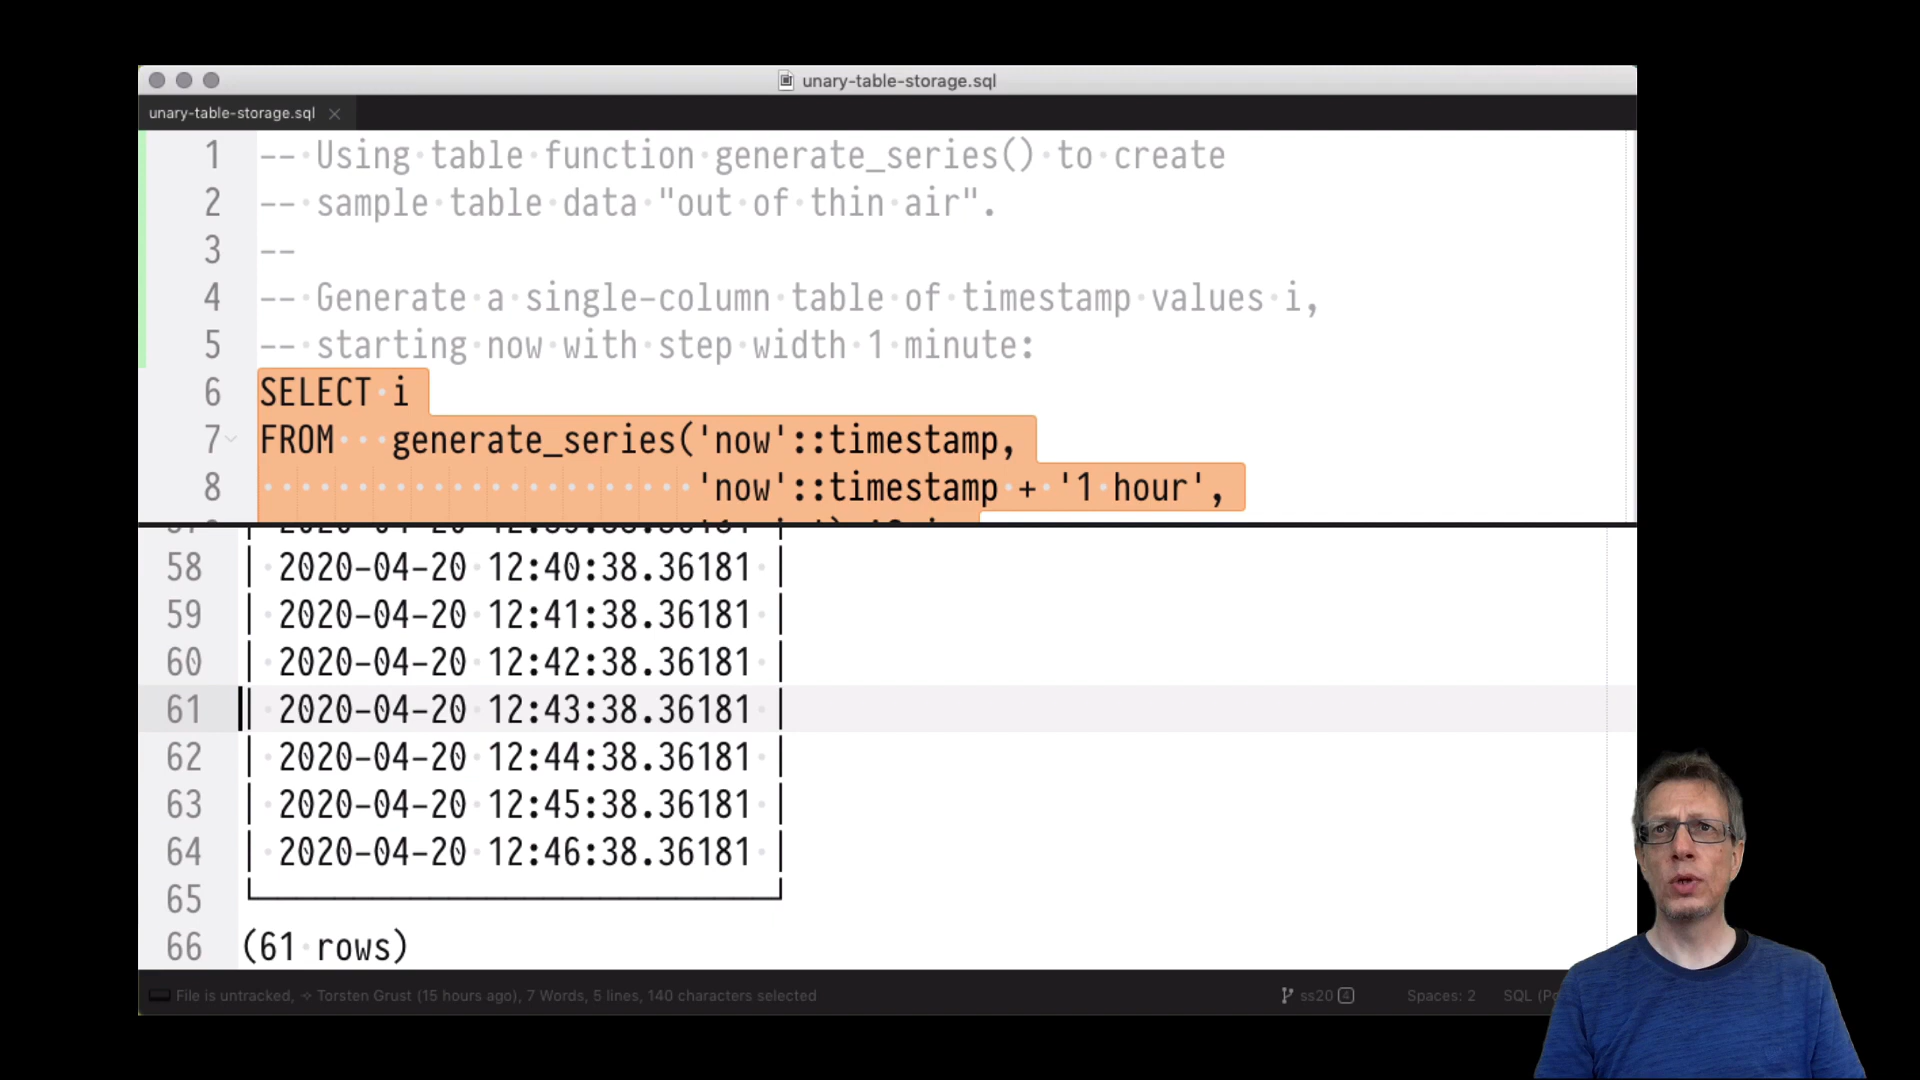 unary-table-storage.sql
unary-table-storage.sql
1 -- Using table function generate_series() to create
2 -- sample table data "out of thin air".
3 --
4 -- Generate a single-column table of timestamp values i,
5 -- starting now with step width 1 minute:
6 SELECT i
7 FROM generate_series('now'::timestamp,
8 'now'::timestamp + '1 hour',
58 2020-04-20 12:40:38.36181
59 2020-04-20 12:41:38.36181
60 2020-04-20 12:42:38.36181
61 2020-04-20 12:43:38.36181
62 2020-04-20 12:44:38.36181
63 2020-04-20 12:45:38.36181
64 2020-04-20 12:46:38.36181
65
66 (61 rows)
File is untracked, Torsten Grust (15 hours ago), 7 Words, 5 lines, 140 characters selected ss20 4 Spaces: 2 SQL